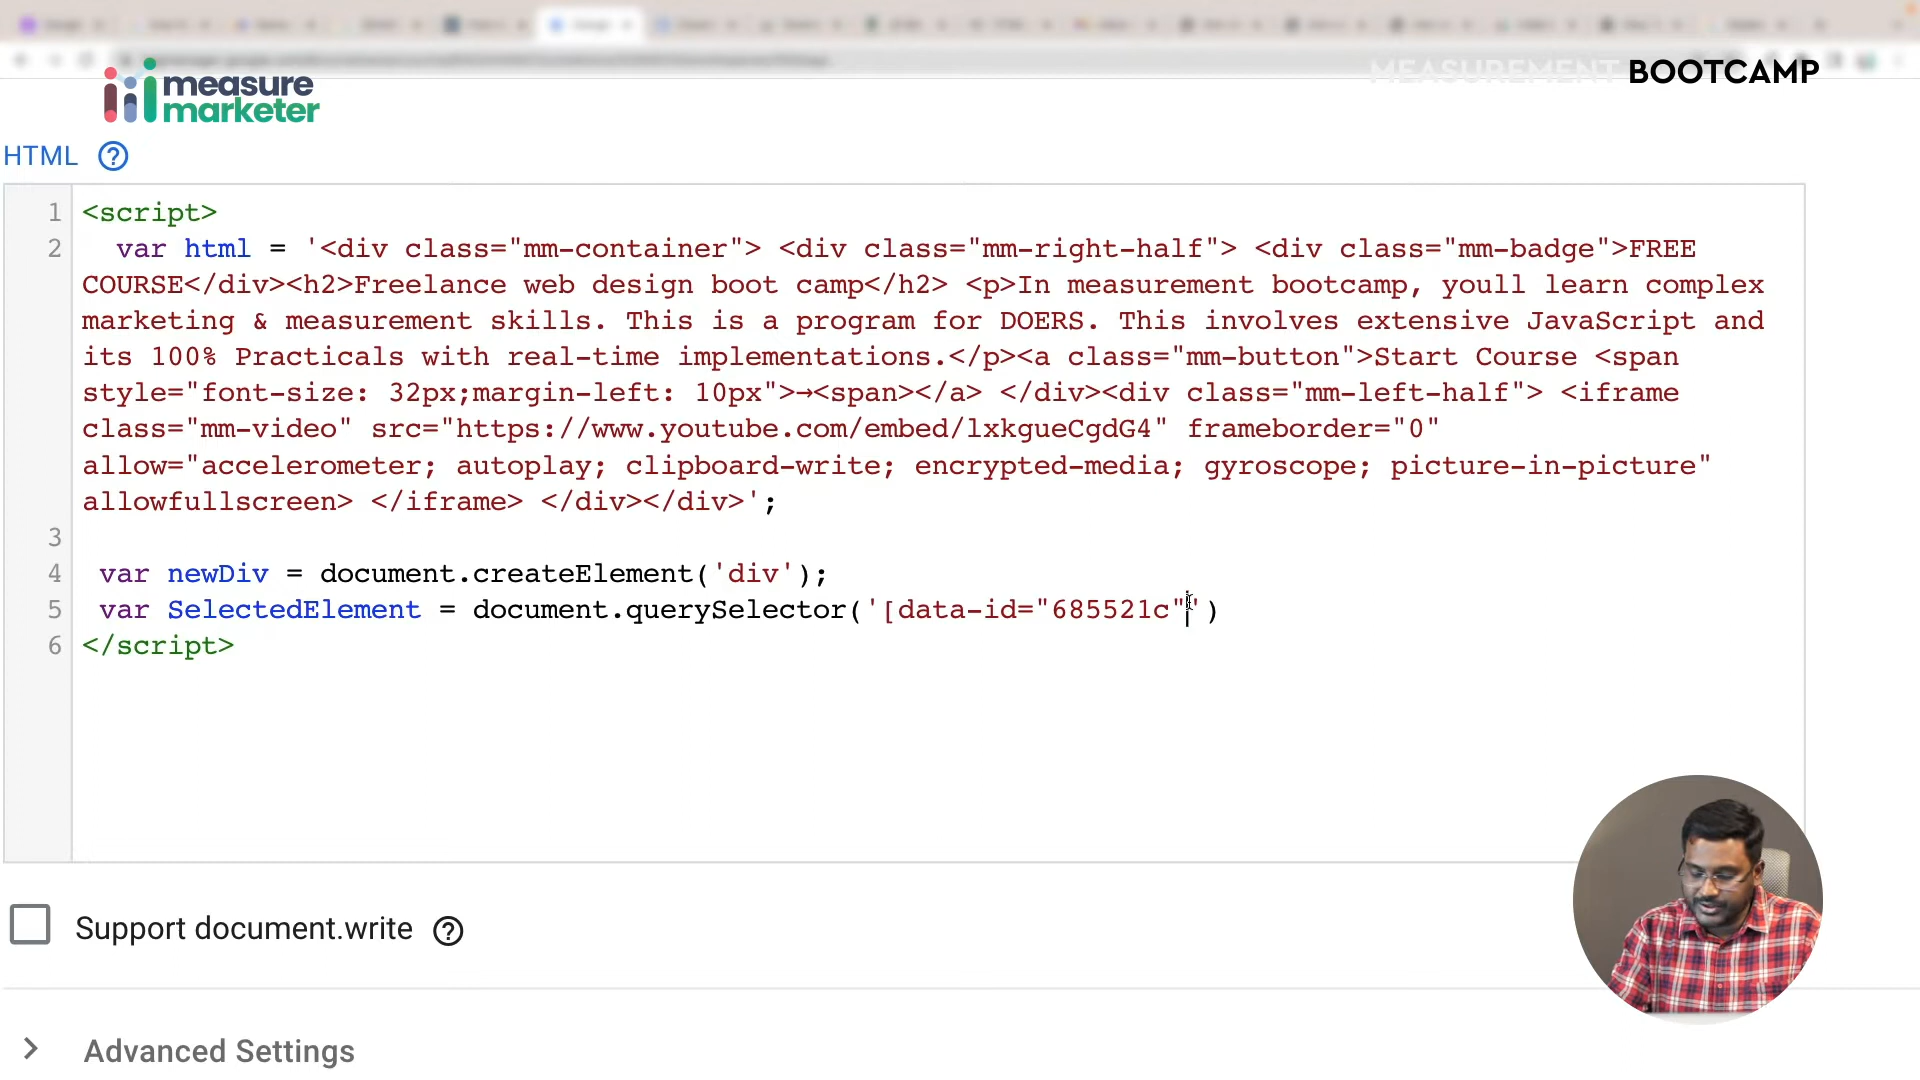 measure
marketer
MEASUREMENT BOOTCAMP
HTML ?
1 <script>
2 var html = '<div class="mm-container"> <div class="mm-right-half"> <div class="mm-badge">FREE
COURSE</div><h2>Freelance web design boot camp</h2> <p>In measurement bootcamp, youll learn complex
marketing & measurement skills. This is a program for DOERS. This involves extensive JavaScript and
its 100% Practicals with real-time implementations.</p><a class="mm-button">Start Course <span
style="font-size: 32px;margin-left: 10px">→<span></a> </div><div class="mm-left-half"> <iframe
class="mm-video" src="https://www.youtube.com/embed/lxkgueCgdG4" frameborder="0"
allow="accelerometer; autoplay; clipboard-write; encrypted-media; gyroscope; picture-in-picture"
allowfullscreen> </iframe> </div></div>';
3
4 var newDiv = document.createElement('div');
5 var SelectedElement = document.querySelector('[data-id="685521c"')
6 </script>
Support document.write ?
Advanced Settings